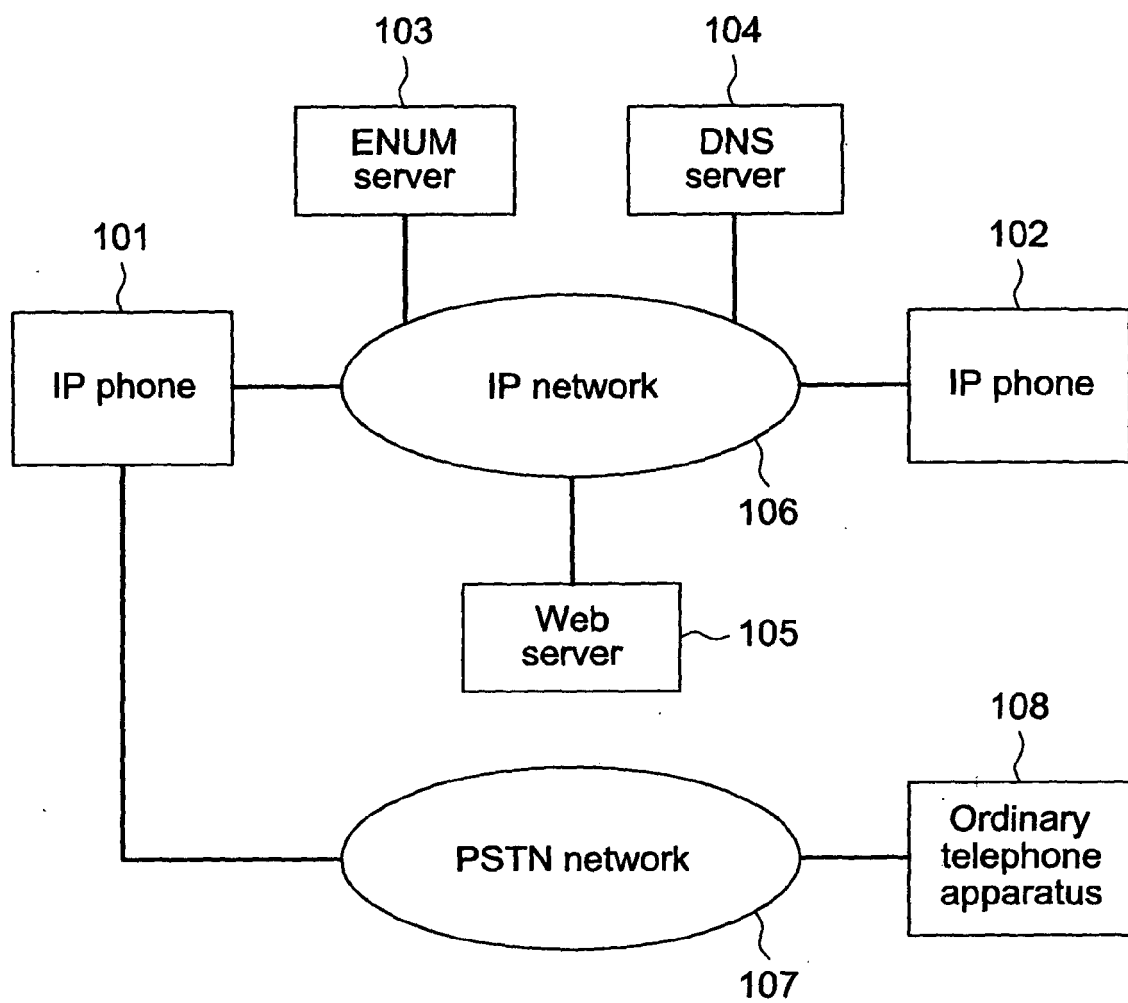 103
104
ENUM
server
DNS
server
101
102
IP phone
IP network
IP phone
106
Web
server
105
108
PSTN network
Ordinary
telephone
apparatus
107